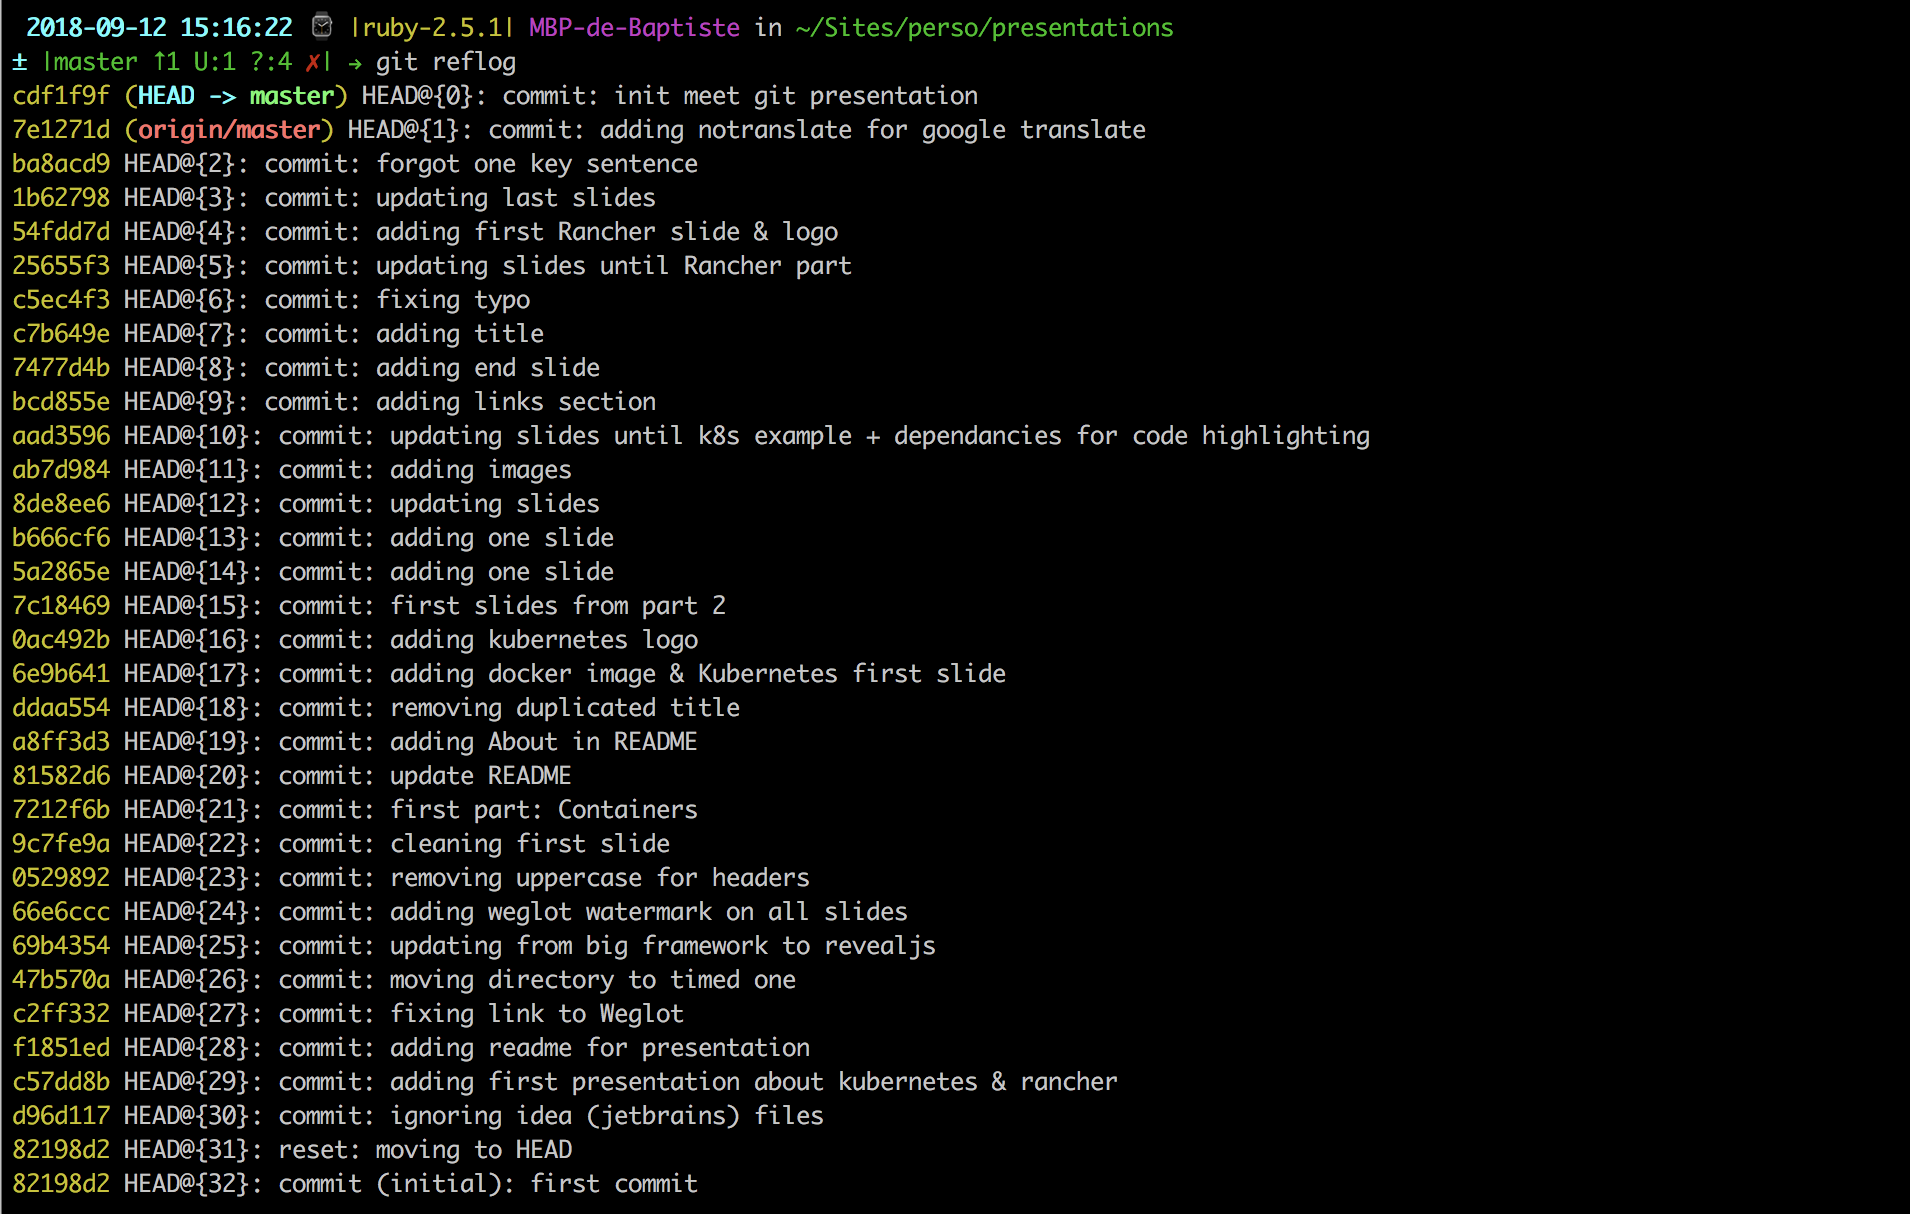 2018-09-12 15:16:22 ⌚ |ruby-2.5.1| MBP-de-Baptiste in ~/Sites/perso/presentations
± |master ↑1 U:1 ?:4 ✗| → git reflog
cdf1f9f (HEAD -> master) HEAD@{0}: commit: init meet git presentation
7e1271d (origin/master) HEAD@{1}: commit: adding notranslate for google translate
ba8acd9 HEAD@{2}: commit: forgot one key sentence
1b62798 HEAD@{3}: commit: updating last slides
54fdd7d HEAD@{4}: commit: adding first Rancher slide & logo
25655f3 HEAD@{5}: commit: updating slides until Rancher part
c5ec4f3 HEAD@{6}: commit: fixing typo
c7b649e HEAD@{7}: commit: adding title
7477d4b HEAD@{8}: commit: adding end slide
bcd855e HEAD@{9}: commit: adding links section
aad3596 HEAD@{10}: commit: updating slides until k8s example + dependancies for code highlighting
ab7d984 HEAD@{11}: commit: adding images
8de8ee6 HEAD@{12}: commit: updating slides
b666cf6 HEAD@{13}: commit: adding one slide
5a2865e HEAD@{14}: commit: adding one slide
7c18469 HEAD@{15}: commit: first slides from part 2
0ac492b HEAD@{16}: commit: adding kubernetes logo
6e9b641 HEAD@{17}: commit: adding docker image & Kubernetes first slide
ddaa554 HEAD@{18}: commit: removing duplicated title
a8ff3d3 HEAD@{19}: commit: adding About in README
81582d6 HEAD@{20}: commit: update README
7212f6b HEAD@{21}: commit: first part: Containers
9c7fe9a HEAD@{22}: commit: cleaning first slide
0529892 HEAD@{23}: commit: removing uppercase for headers
66e6ccc HEAD@{24}: commit: adding weglot watermark on all slides
69b4354 HEAD@{25}: commit: updating from big framework to revealjs
47b570a HEAD@{26}: commit: moving directory to timed one
c2ff332 HEAD@{27}: commit: fixing link to Weglot
f1851ed HEAD@{28}: commit: adding readme for presentation
c57dd8b HEAD@{29}: commit: adding first presentation about kubernetes & rancher
d96d117 HEAD@{30}: commit: ignoring idea (jetbrains) files
82198d2 HEAD@{31}: reset: moving to HEAD
82198d2 HEAD@{32}: commit (initial): first commit